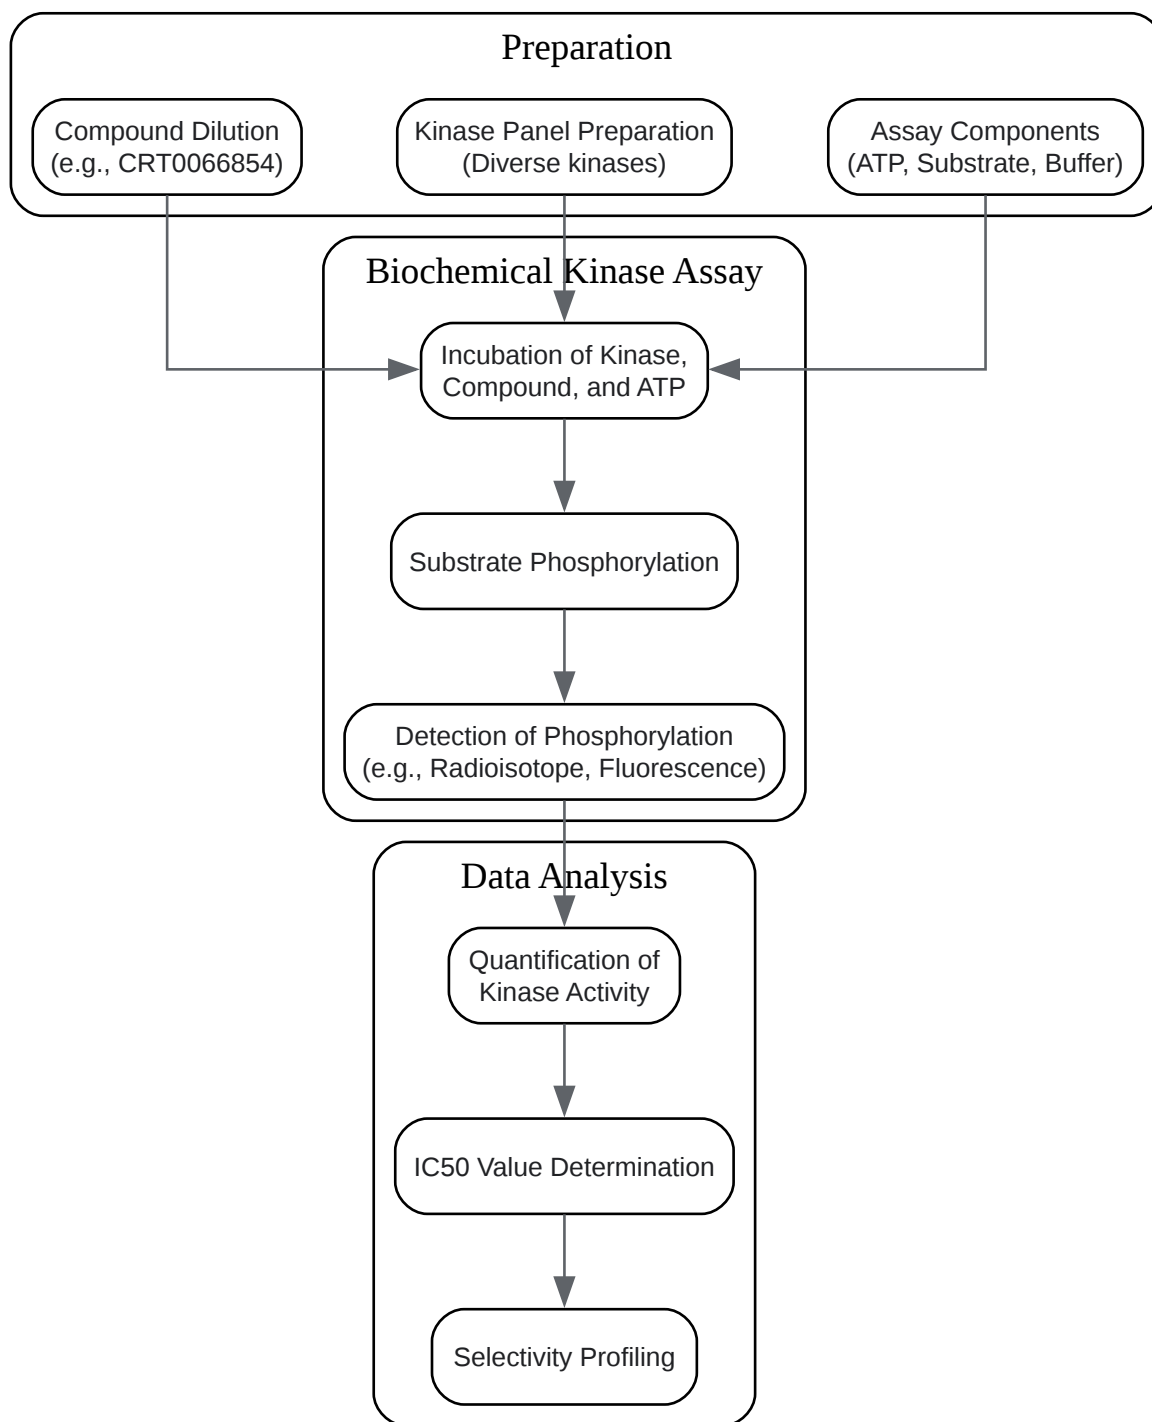 Preparation
Compound Dilution
(e.g., CRT0066854)
Kinase Panel Preparation
(Diverse kinases)
Assay Components
(ATP, Substrate, Buffer)
Biochemical Kinase Assay
Incubation of Kinase,
Compound, and ATP
Substrate Phosphorylation
Detection of Phosphorylation
(e.g., Radioisotope, Fluorescence)
Data Analysis
Quantification of
Kinase Activity
IC50 Value Determination
Selectivity Profiling